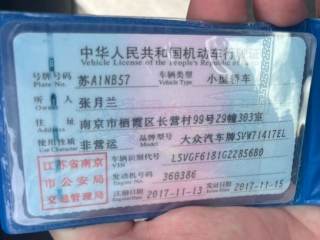 中华人民共和国机动车行驶证
Vehicle License of the People's Republic of
号牌号码 苏A1NB57 车辆类型 小型轿车
Plate No. Vehicle Type
所有人 张月兰
Owner
住址 南京市栖霞区长营村99号29幢303室
Address
使用性质 非营运 品牌型号 大众汽车牌SVW71417EL
Use Character Model
江苏省南京市公安局交通管理局
车辆识别代号 LSVGF6181G2285680
VIN
发动机号码 360386
Engine No.
注册日期 2017-11-13 发证日期 2017-11-15
Register Date Issue Date